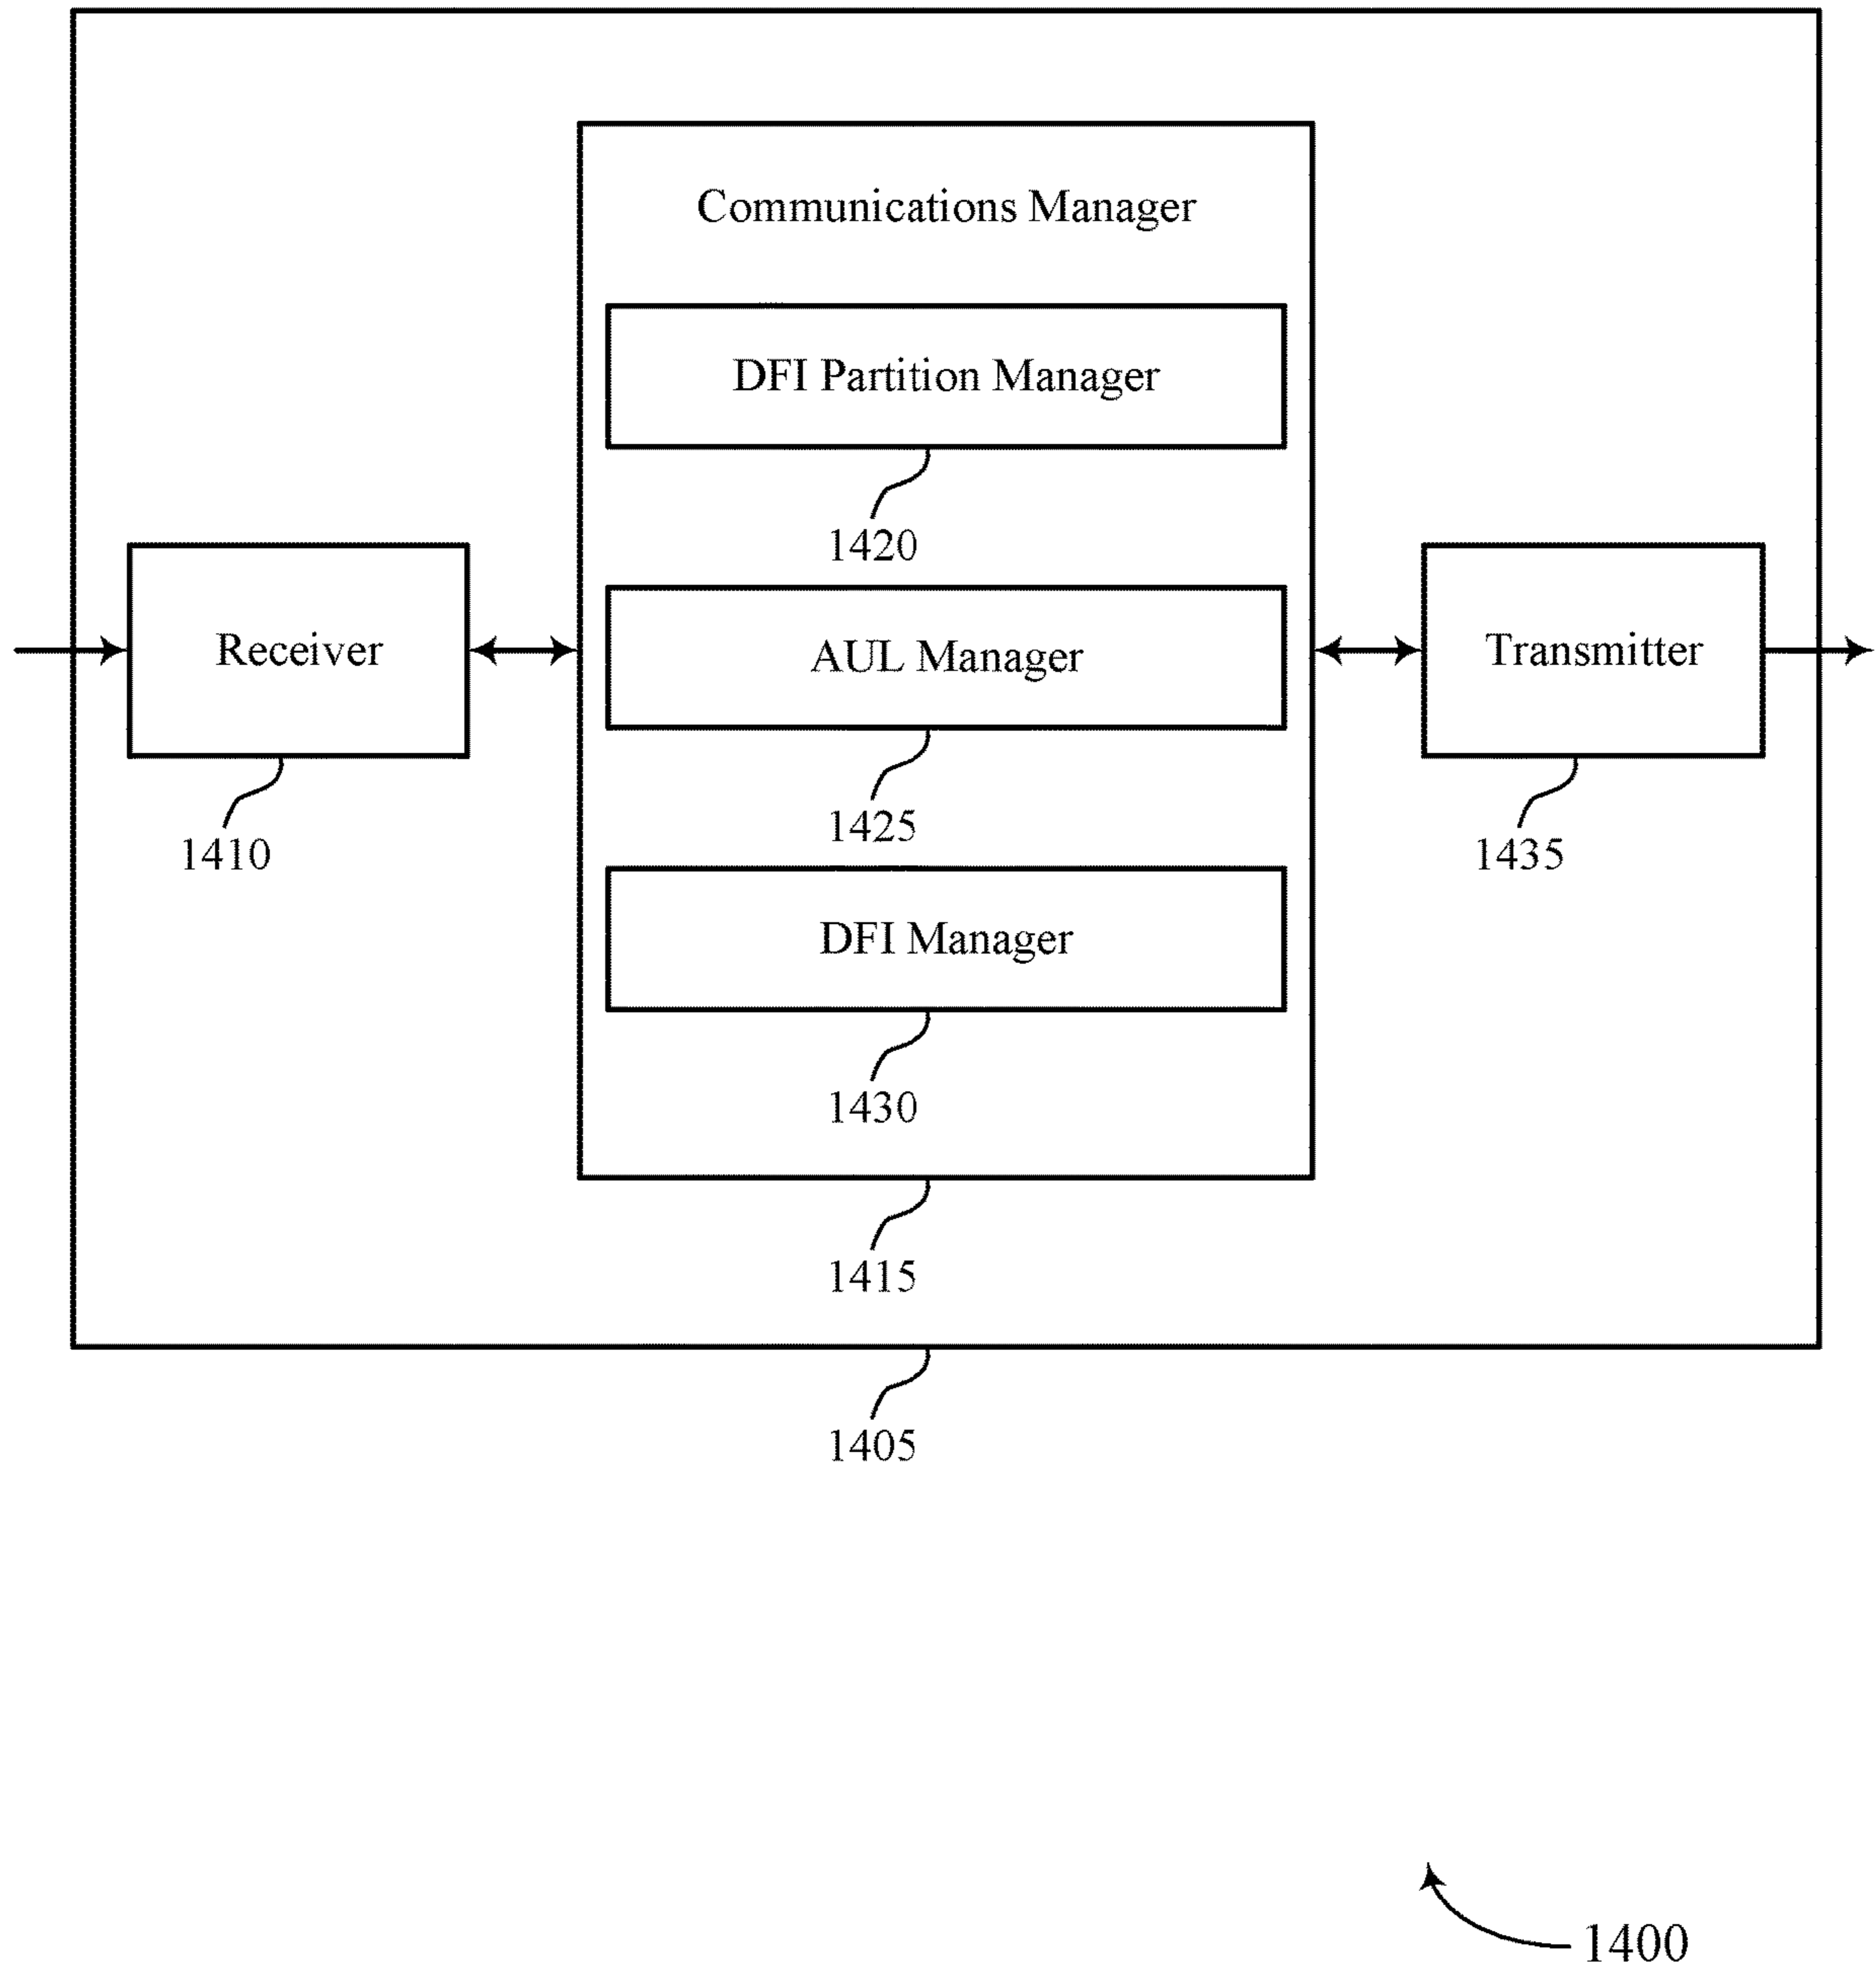 Communications Manager
DFI Partition Manager
1420
Receiver
1410
AUL Manager
1425
Transmitter
1435
DFI Manager
1430
1415
1405
1400